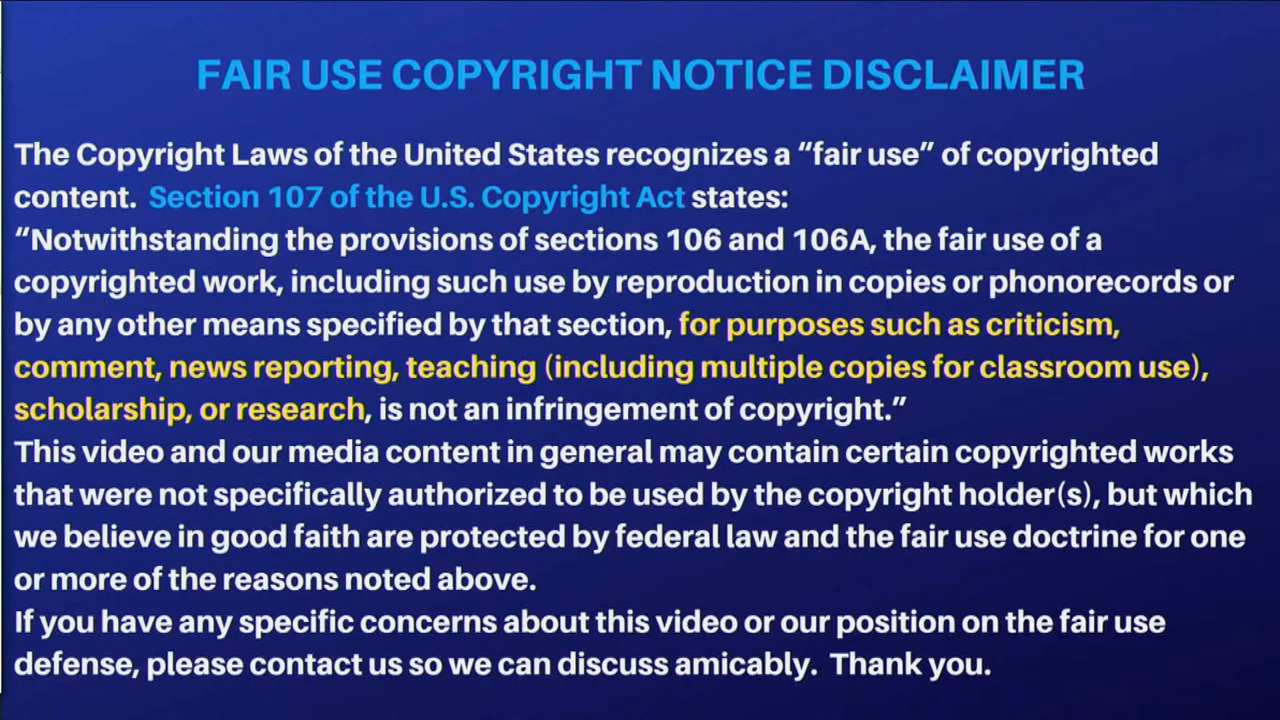 FAIR USE COPYRIGHT NOTICE DISCLAIMER
The Copyright Laws of the United States recognizes a “fair use” of copyrighted
content.  Section 107 of the U.S. Copyright Act states:
“Notwithstanding the provisions of sections 106 and 106A, the fair use of a
copyrighted work, including such use by reproduction in copies or phonorecords or
by any other means specified by that section, for purposes such as criticism,
comment, news reporting, teaching (including multiple copies for classroom use),
scholarship, or research, is not an infringement of copyright.”
This video and our media content in general may contain certain copyrighted works
that were not specifically authorized to be used by the copyright holder(s), but which
we believe in good faith are protected by federal law and the fair use doctrine for one
or more of the reasons noted above.
If you have any specific concerns about this video or our position on the fair use
defense, please contact us so we can discuss amicably.  Thank you.